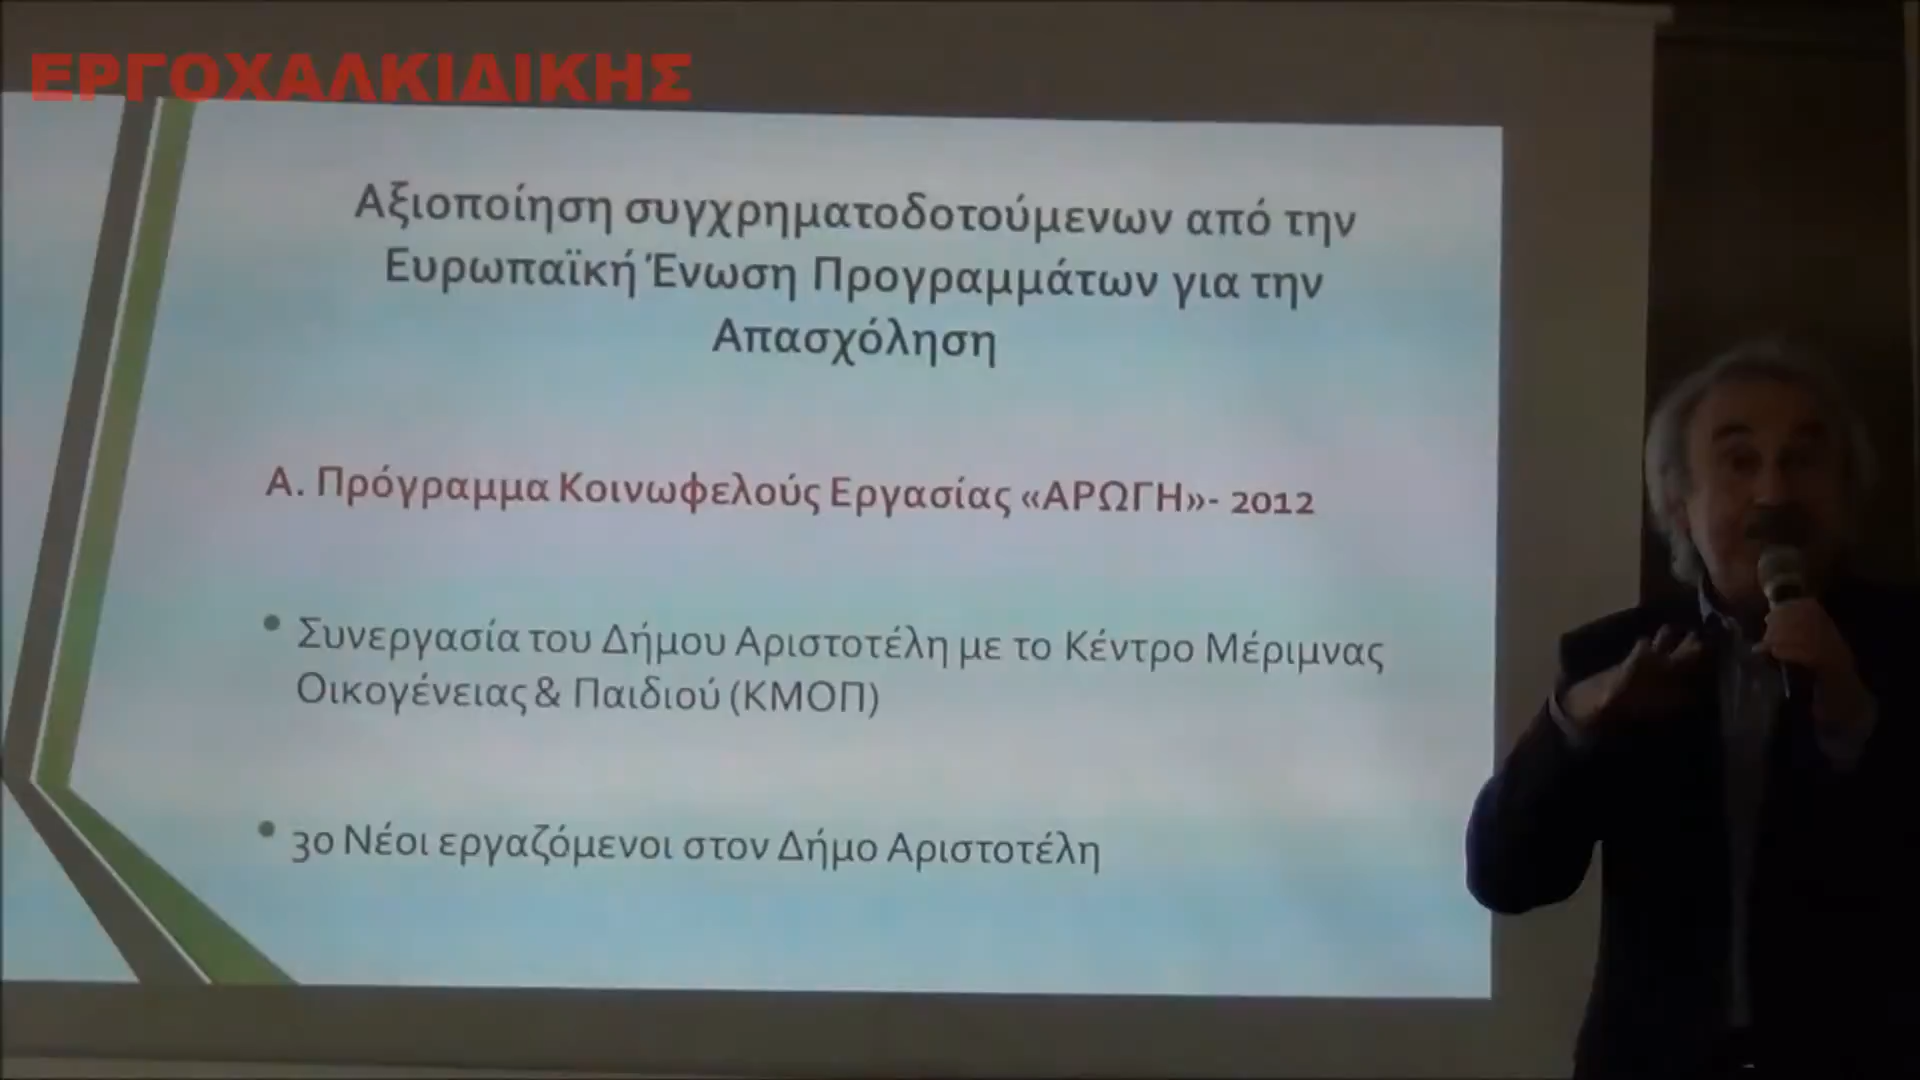 ΕΡΓΟΧΑΛΚΙΔΙΚΗΣ
Αξιοποίηση συγχρηματοδοτούμενων από την
Ευρωπαϊκή Ένωση Προγραμμάτων για την
Απασχόληση
Α. Πρόγραμμα Κοινωφελούς Εργασίας «ΑΡΩΓΗ»- 2012
• Συνεργασία του Δήμου Αριστοτέλη με το Κέντρο Μέριμνας
Οικογένειας & Παιδιού (ΚΜΟΠ)
• 30 Νέοι εργαζόμενοι στον Δήμο Αριστοτέλη